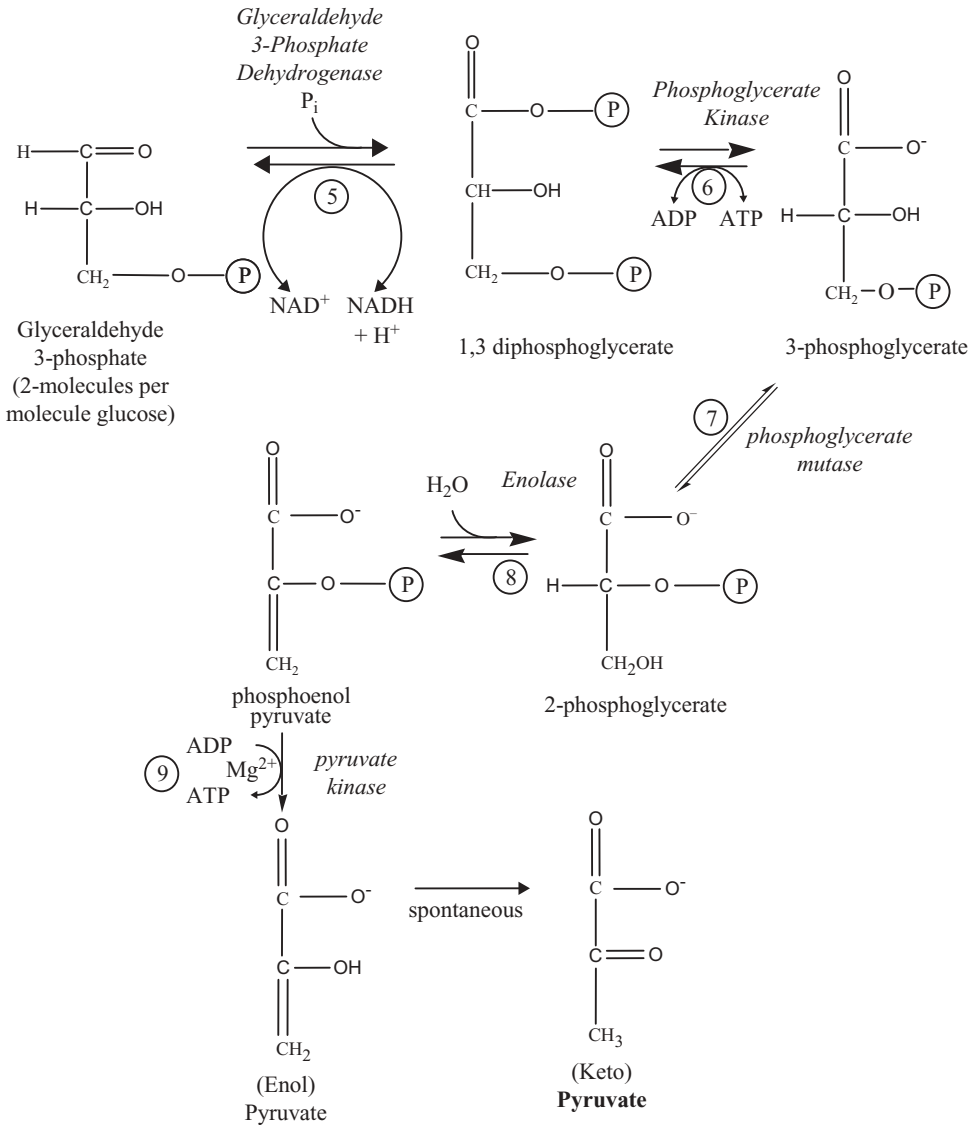 Glyceraldehyde
3-Phosphate
Dehydrogenase
Pi
5
NAD+ NADH
+ H+
H C O
H C OH
CH2 O P
Glyceraldehyde
3-phosphate
(2-molecules per
molecule glucose)
O
C O P
CH OH
CH2 O P
1,3 diphosphoglycerate
Phosphoglycerate
Kinase
6
ADP ATP
O
C O-
H C OH
CH2 O P
3-phosphoglycerate
7
phosphoglycerate
mutase
O
C O-
H C O P
CH2OH
2-phosphoglycerate
H2O Enolase
8
O
C O-
C O P
CH2
phosphoenol
pyruvate
ADP
9 Mg2+
ATP
pyruvate
kinase
O
C O-
C OH
CH2
(Enol)
Pyruvate
spontaneous
O
C O-
C O
CH3
(Keto)
Pyruvate